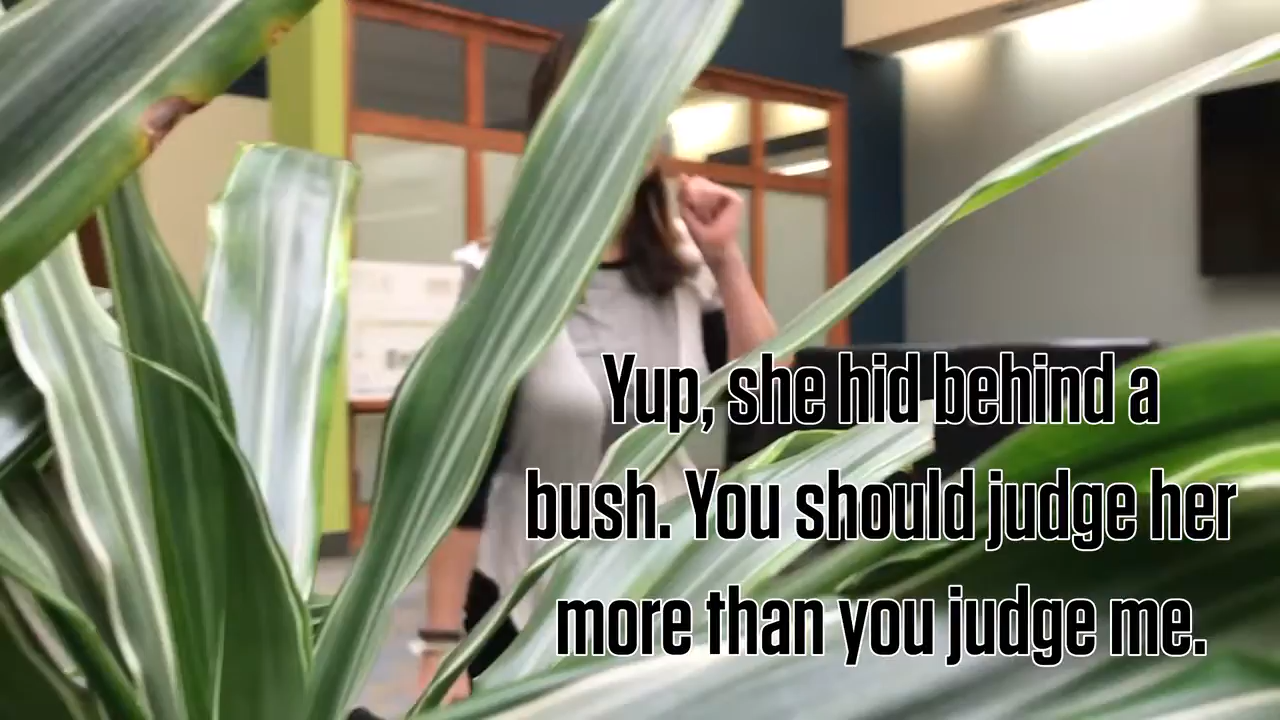 Yup, she hid behind a
bush. You should judge her
more than you judge me.